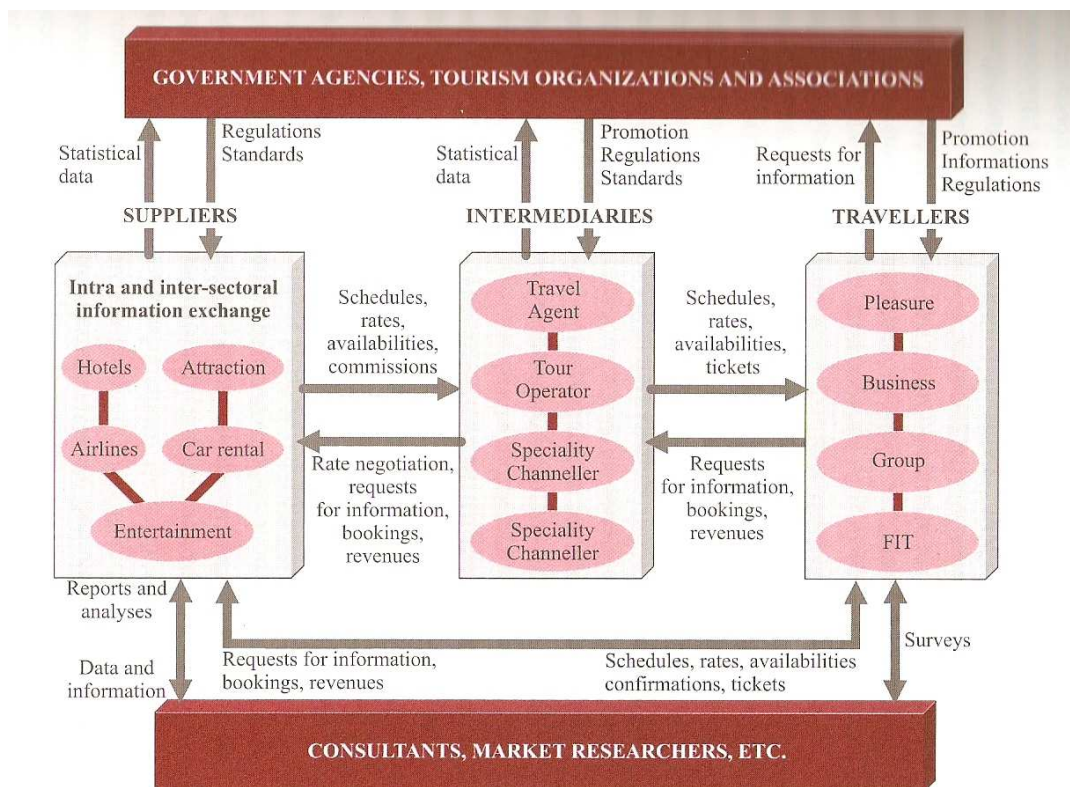 GOVERNMENT AGENCIES, TOURISM ORGANIZATIONS AND ASSOCIATIONS
Statistical
data
Regulations
Standards
Statistical
data
Promotion
Regulations
Standards
Requests for
information
Promotion
Informations
Regulations
SUPPLIERS
INTERMEDIARIES
TRAVELLERS
Intra and inter-sectoral
information exchange
Hotels
Attraction
Airlines
Car rental
Entertainment
Schedules,
rates,
availabilities,
commissions
Rate negotiation,
requests
for information,
bookings,
revenues
Travel
Agent
Tour
Operator
Speciality
Channeller
Speciality
Channeller
Schedules,
rates,
availabilities,
tickets
Requests
for information,
bookings,
revenues
Pleasure
Business
Group
FIT
Reports and
analyses
Data and
information
Requests for information,
bookings, revenues
Schedules, rates, availabilities
confirmations, tickets
Surveys
CONSULTANTS, MARKET RESEARCHERS, ETC.